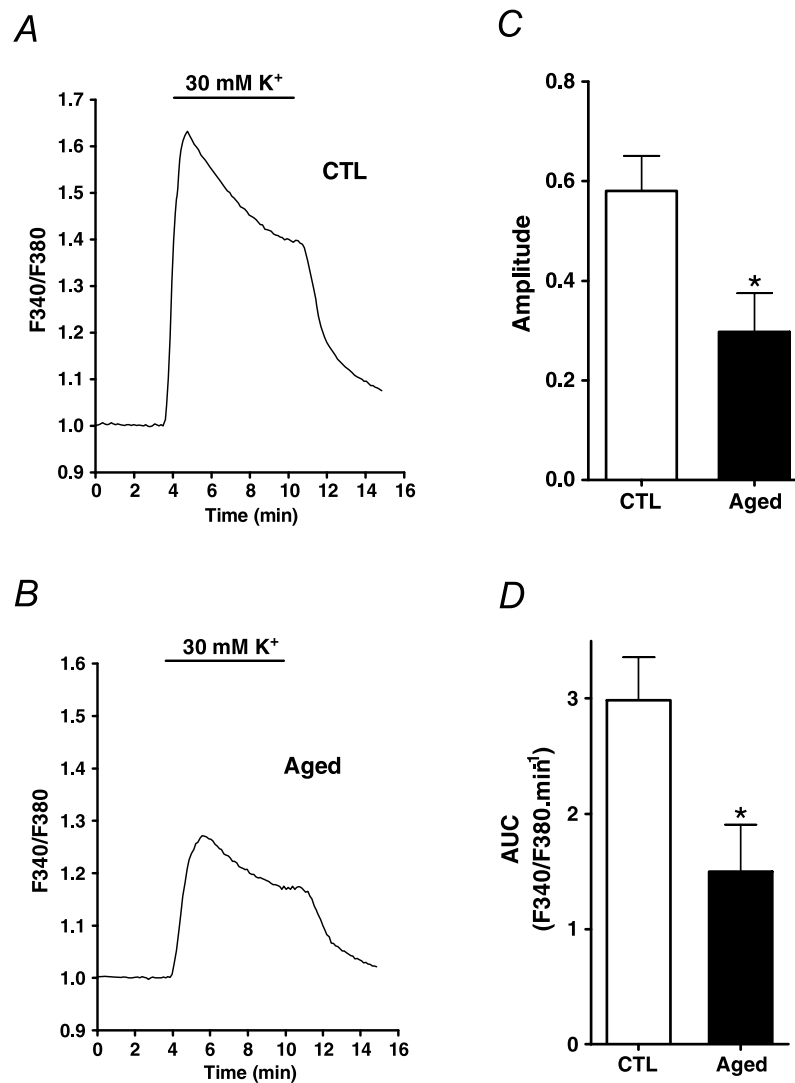 A
30 mM K⁺
1.7
1.6
CTL
1.5
1.4
F340/F380
1.3
1.2
1.1
1.0
0.9
0 2 4 6 8 10 12 14 16
Time (min)
C
0.8
0.6
Amplitude
0.4
0.2
0.0
CTL Aged
*
B
30 mM K⁺
1.6
1.5
1.4
Aged
1.3
F340/F380
1.2
1.1
1.0
0.9
0 2 4 6 8 10 12 14 16
Time (min)
D
3
AUC
(F340/F380.min⁻¹)
2
*
1
0
CTL Aged